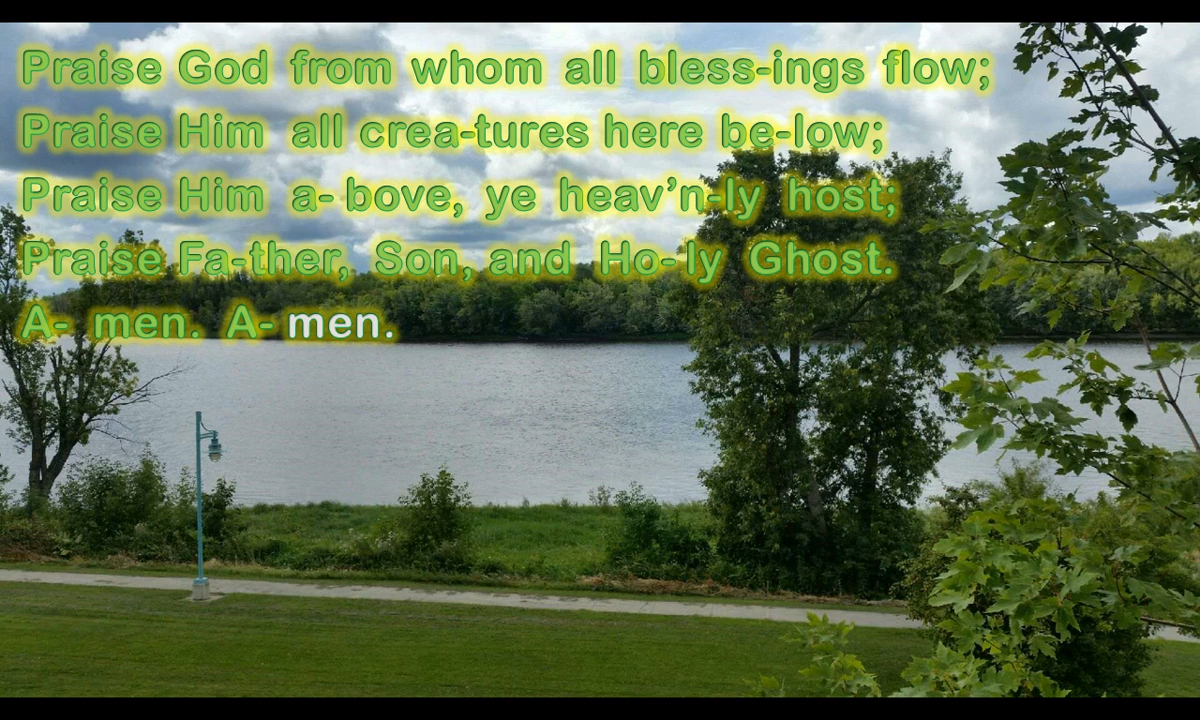 Praise God from whom all bless-ings flow;
Praise Him all crea-tures here be-low;
Praise Him a- bove, ye heav’n-ly host;
Praise Fa-ther, Son, and Ho-ly Ghost.
A- men. A- men.